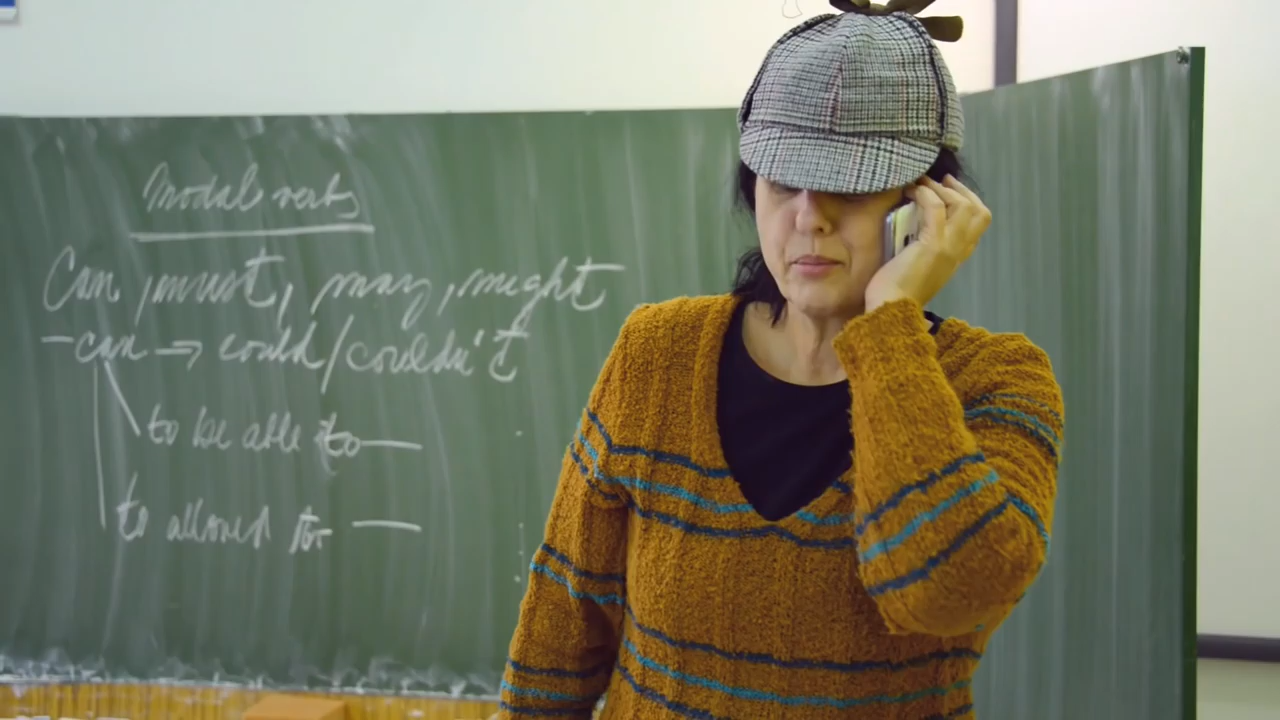 Modal verbs
Can, must, may, might
- can → could/couldn't
to be able to —
to allowed to —